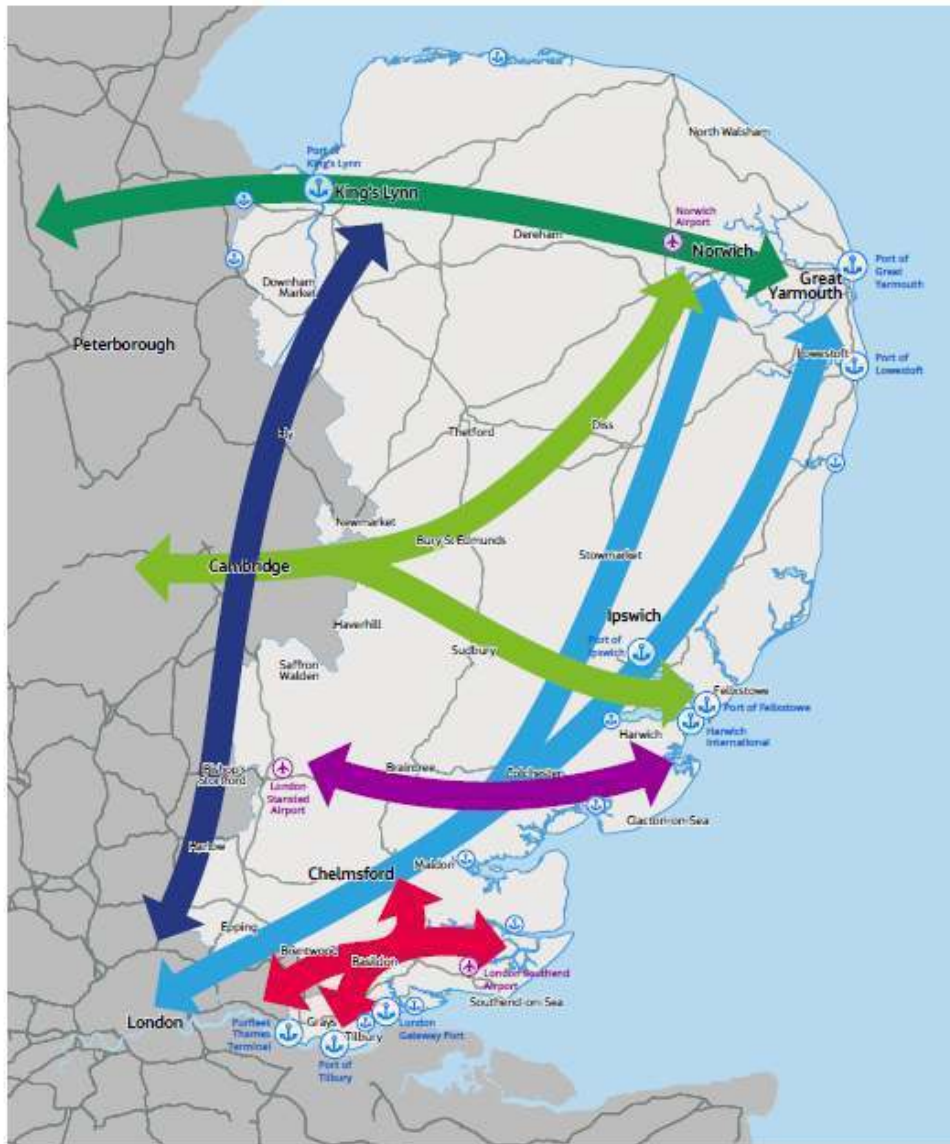 North Walsham
Port of
King's Lynn
King's Lynn
Norwich
Airport
Dereham
Norwich
Port of
Great
Yarmouth
Great
Yarmouth
Downham
Market
Peterborough
Lowestoft
Port of
Lowestoft
Ely
Thetford
Diss
Newmarket
Bury St Edmunds
Stowmarket
Cambridge
Haverhill
Ipswich
Port of
Ipswich
Sudbury
Saffron
Walden
Felixstowe
Port of Felixstowe
Harwich
Harwich
International
Bishops
Stortford
London
Stansted
Airport
Braintree
Colchester
Clacton-on-Sea
Harlow
Maldon
Chelmsford
Epping
Brentwood
Basildon
London Southend
Airport
Southend-on-Sea
London
Purfleet
Thames
Terminal
Grays
Tilbury
London
Gateway Port
Port of
Tilbury